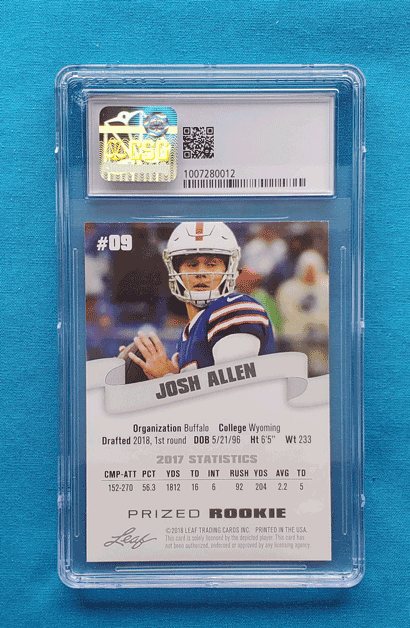 CSG
1007280012
#09
JOSH ALLEN
Organization Buffalo College Wyoming
Drafted 2018, 1st round DOB 5/21/96 Ht 6'5" Wt 233
2017 STATISTICS
CMP-ATT PCT YDS TD INT RUSH YDS AVG TD
152-270 56.3 1812 16 6 92 204 2.2 5
PRIZED ROOKIE
Leaf
©2018 LEAF TRADING CARDS INC. PRINTED IN THE USA.
This card is solely licensed by the depicted player. This card has
not been authorized, endorsed or approved by any licensing agency.